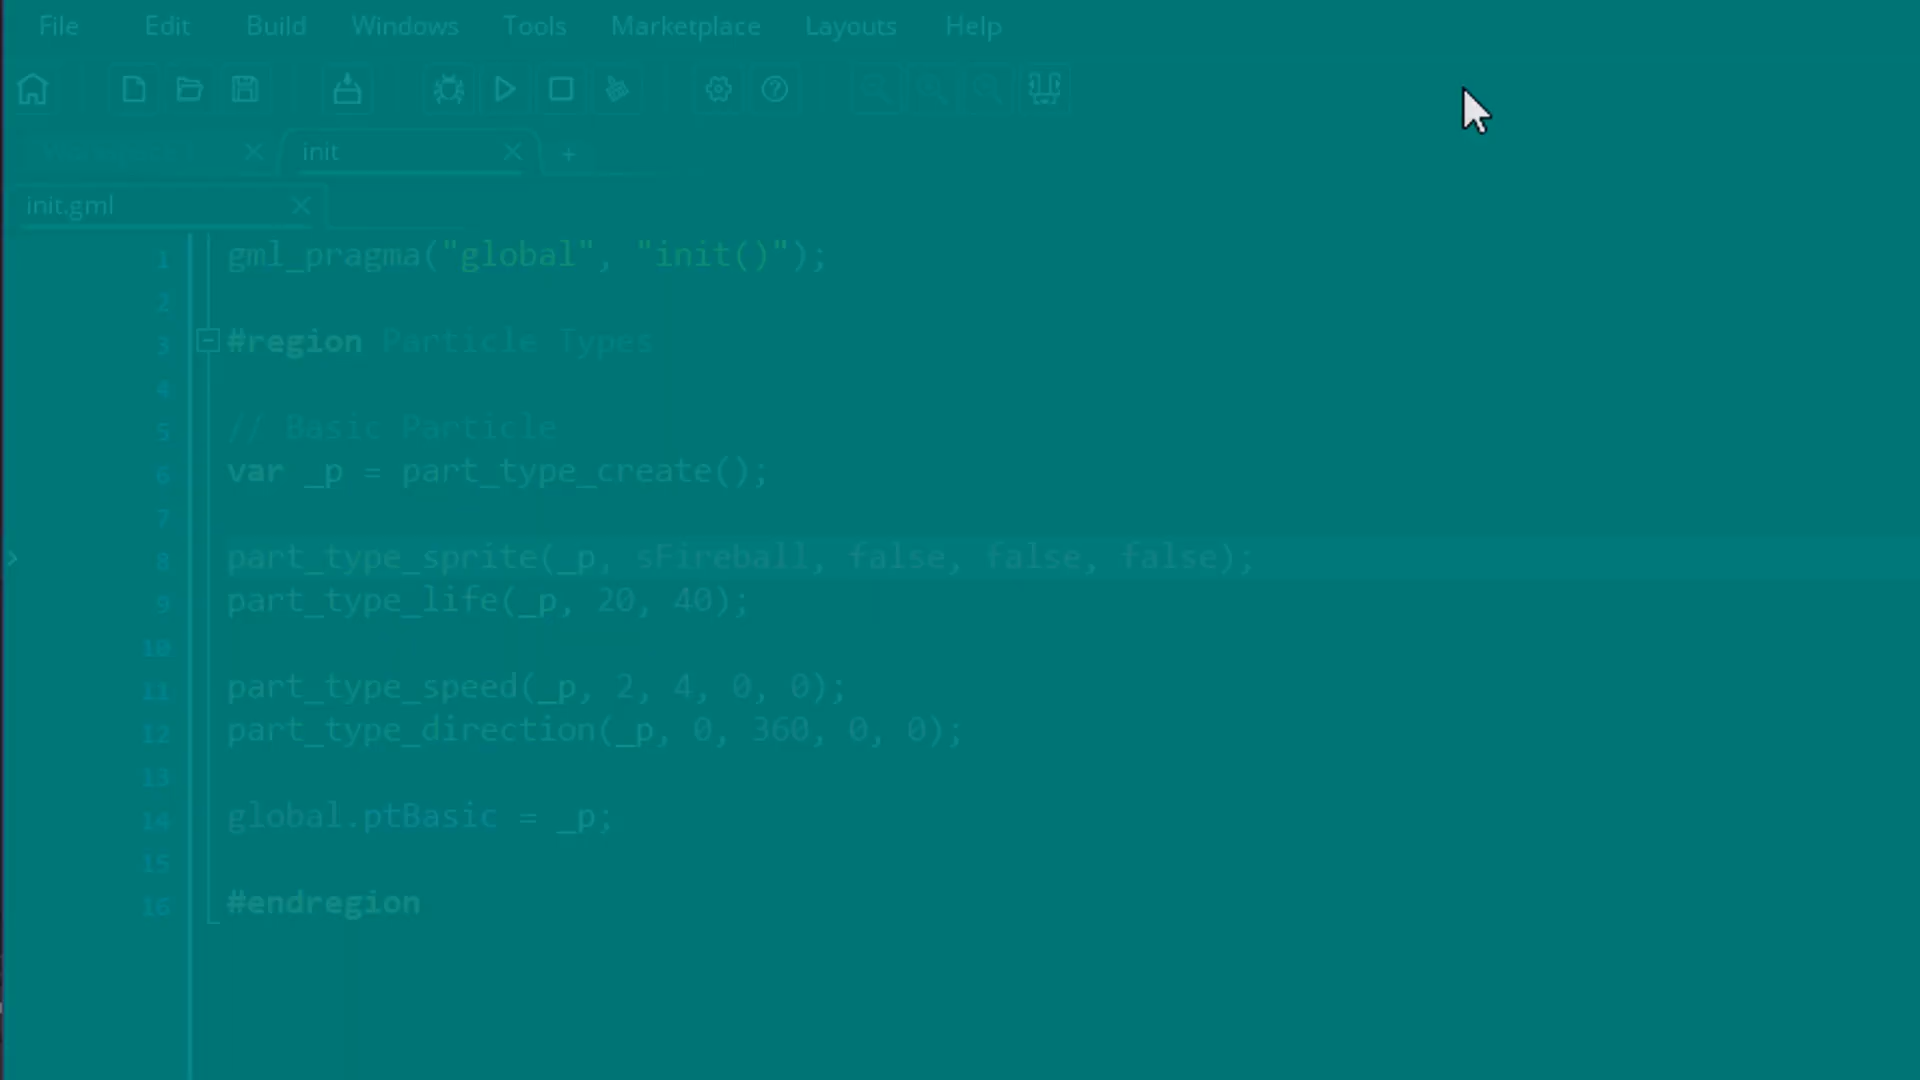 File Edit Build Windows Tools Marketplace Layouts Help
init +
init.gml
1 gml_pragma("global", "init()");
2
3 #region Particle Types
4
5 // Basic Particle
6 var _p = part_type_create();
7
8 part_type_sprite(_p, sFireball, false, false, false);
9 part_type_life(_p, 20, 40);
10
11 part_type_speed(_p, 2, 4, 0, 0);
12 part_type_direction(_p, 0, 360, 0, 0);
13
14 global.ptBasic = _p;
15
16 #endregion